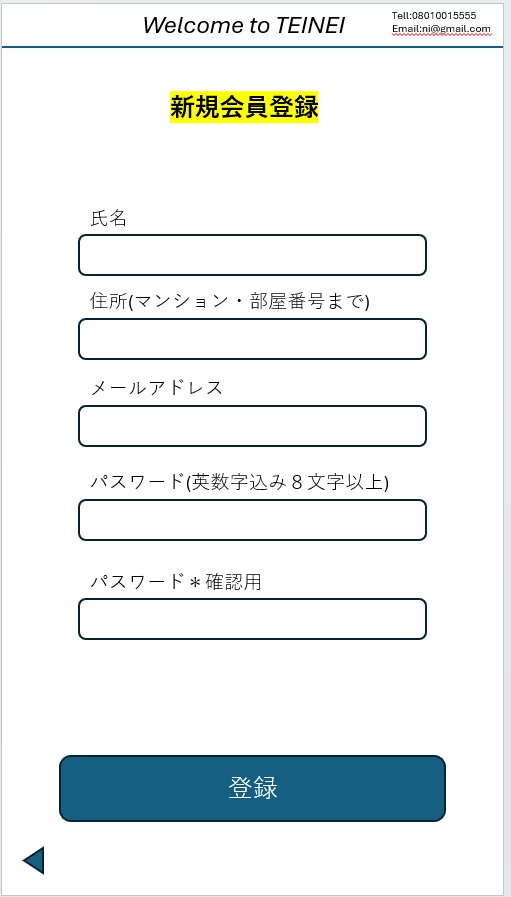 Welcome to TEINEI
Tell:08010015555
Email:ni@gmail.com
新規会員登録
氏名
住所(マンション・部屋番号まで)
メールアドレス
パスワード(英数字込み８文字以上)
パスワード＊確認用
登録